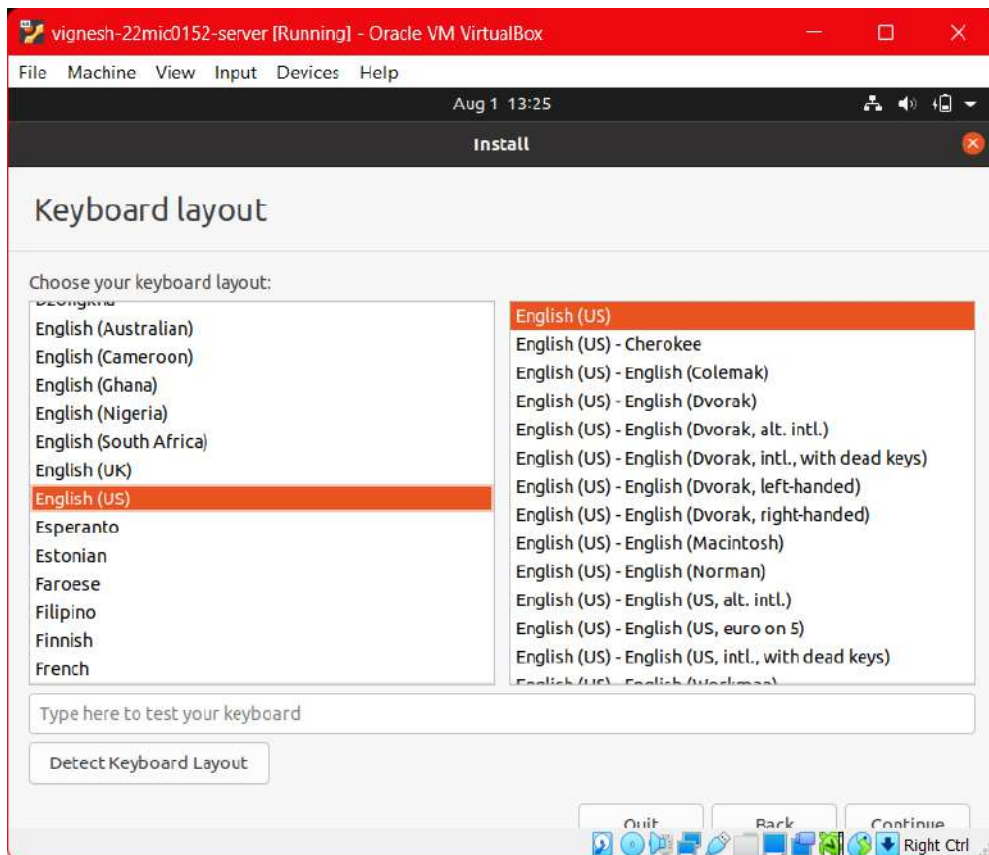 vignesh-22mic0152-server [Running] - Oracle VM VirtualBox
File Machine View Input Devices Help
Aug 1 13:25
Install
Keyboard layout
Choose your keyboard layout:
Dzongkha
English (Australian)
English (Cameroon)
English (Ghana)
English (Nigeria)
English (South Africa)
English (UK)
English (US)
Esperanto
Estonian
Faroese
Filipino
Finnish
French
English (US)
English (US) - Cherokee
English (US) - English (Colemak)
English (US) - English (Dvorak)
English (US) - English (Dvorak, alt. intl.)
English (US) - English (Dvorak, intl., with dead keys)
English (US) - English (Dvorak, left-handed)
English (US) - English (Dvorak, right-handed)
English (US) - English (Macintosh)
English (US) - English (Norman)
English (US) - English (US, alt. intl.)
English (US) - English (US, euro on 5)
English (US) - English (US, intl., with dead keys)
English (US) - English (Workman)
Type here to test your keyboard
Detect Keyboard Layout
Quit Back Continue
Right Ctrl